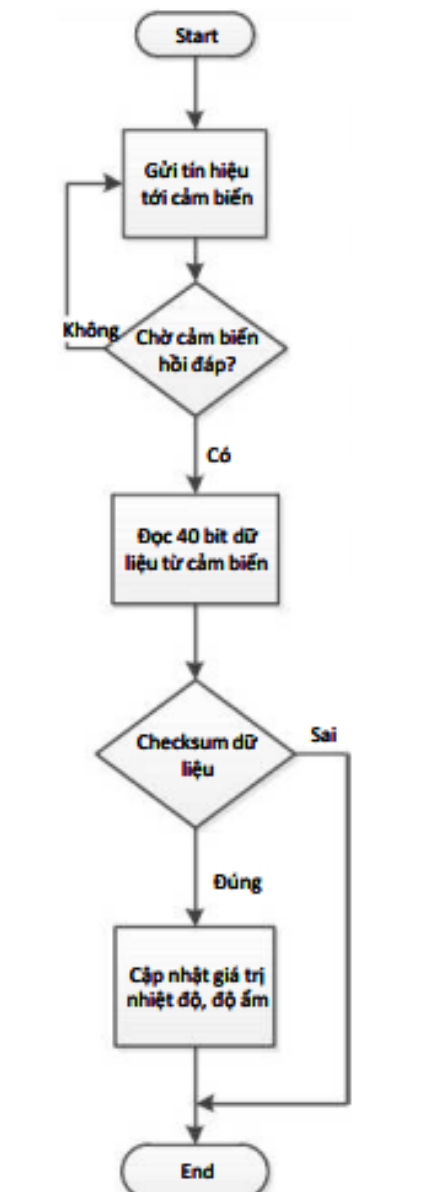 Start
Gửi tín hiệu
tới cảm biến
Không
Chờ cảm biến
hồi đáp?
Có
Đọc 40 bit dữ
liệu từ cảm biến
Checksum dữ
liệu
Sai
Đúng
Cập nhật giá trị
nhiệt độ, độ ẩm
End